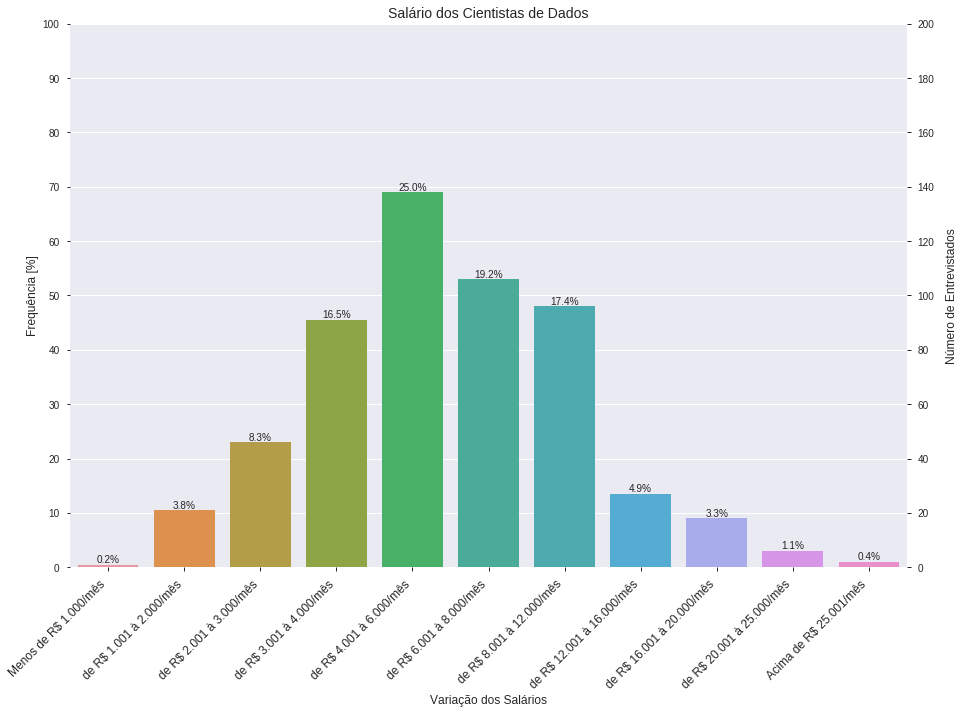 Salário dos Cientistas de Dados
100
90
80
70
60
50
40
30
20
10
0
Frequência [%]
200
180
160
140
120
100
80
60
40
20
0
Número de Entrevistados
0.2%
3.8%
8.3%
16.5%
25.0%
19.2%
17.4%
4.9%
3.3%
1.1%
0.4%
Menos de R$ 1.000/mês
de R$ 1.001 à 2.000/mês
de R$ 2.001 à 3.000/mês
de R$ 3.001 à 4.000/mês
de R$ 4.001 à 6.000/mês
de R$ 6.001 à 8.000/mês
de R$ 8.001 à 12.000/mês
de R$ 12.001 à 16.000/mês
de R$ 16.001 à 20.000/mês
de R$ 20.001 à 25.000/mês
Acima de R$ 25.001/mês
Variação dos Salários